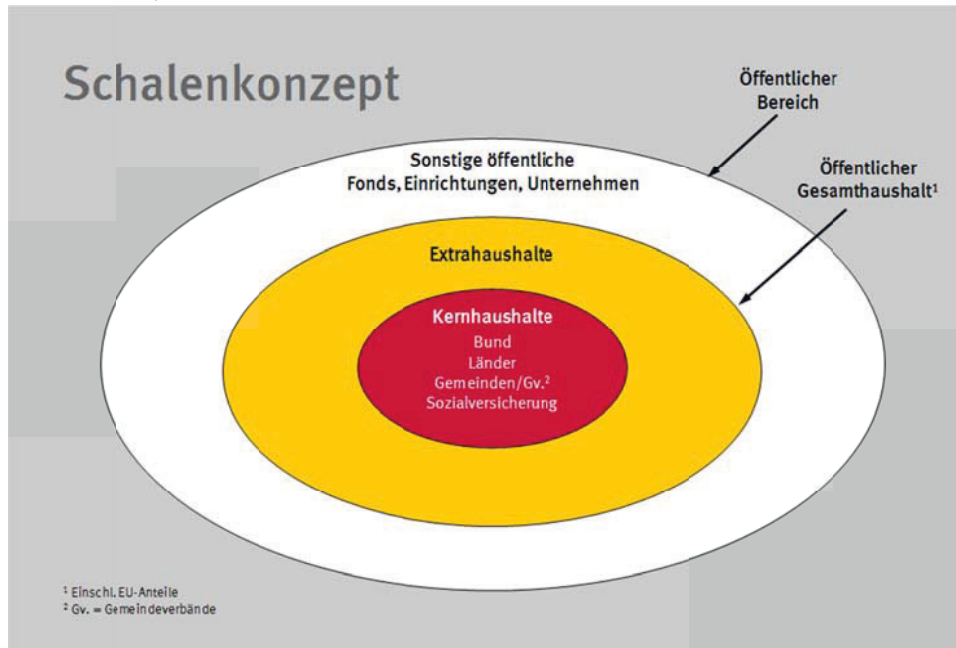 Schalenkonzept
Öffentlicher
Bereich
Öffentlicher
Gesamthaushalt¹
Sonstige öffentliche
Fonds, Einrichtungen, Unternehmen
Extrahaushalte
Kernhaushalte
Bund
Länder
Gemeinden/Gv.²
Sozialversicherung
¹ Einschl. EU-Anteile
² Gv. = Gemeindeverbände